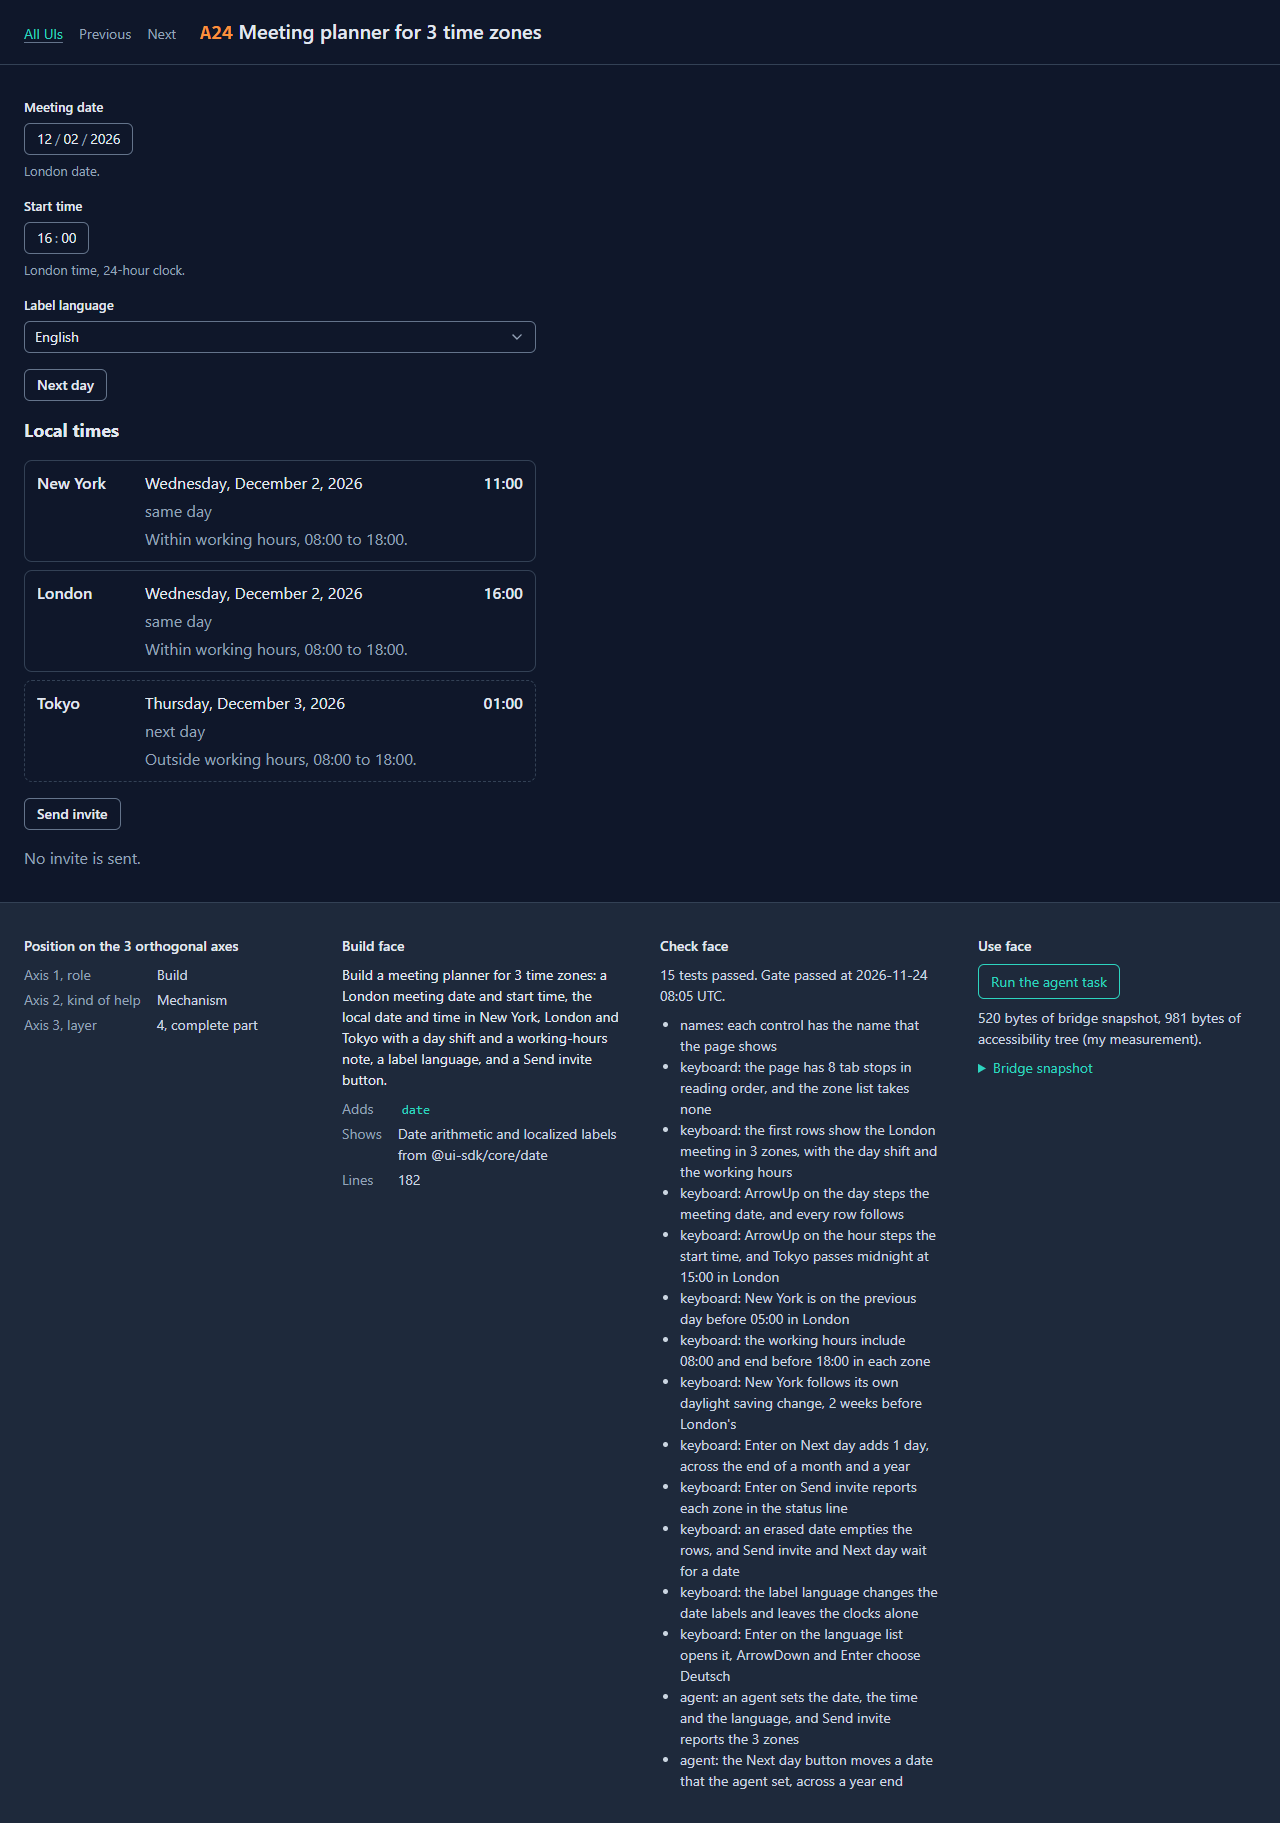 All UIs Previous Next A24 Meeting planner for 3 time zones
Meeting date
12 / 02 / 2026
London date.
Start time
16 : 00
London time, 24-hour clock.
Label language
English
Next day
Local times
New York Wednesday, December 2, 2026 11:00
same day
Within working hours, 08:00 to 18:00.
London Wednesday, December 2, 2026 16:00
same day
Within working hours, 08:00 to 18:00.
Tokyo Thursday, December 3, 2026 01:00
next day
Outside working hours, 08:00 to 18:00.
Send invite
No invite is sent.
Position on the 3 orthogonal axes
Axis 1, role Build
Axis 2, kind of help Mechanism
Axis 3, layer 4, complete part
Build face
Build a meeting planner for 3 time zones: a
London meeting date and start time, the
local date and time in New York, London and
Tokyo with a day shift and a working-hours
note, a label language, and a Send invite
button.
Adds date
Shows Date arithmetic and localized labels
from @ui-sdk/core/date
Lines 182
Check face
15 tests passed. Gate passed at 2026-11-24
08:05 UTC.
• names: each control has the name that
the page shows
• keyboard: the page has 8 tab stops in
reading order, and the zone list takes
none
• keyboard: the first rows show the London
meeting in 3 zones, with the day shift and
the working hours
• keyboard: ArrowUp on the day steps the
meeting date, and every row follows
• keyboard: ArrowUp on the hour steps the
start time, and Tokyo passes midnight at
15:00 in London
• keyboard: New York is on the previous
day before 05:00 in London
• keyboard: the working hours include
08:00 and end before 18:00 in each zone
• keyboard: New York follows its own
daylight saving change, 2 weeks before
London's
• keyboard: Enter on Next day adds 1 day,
across the end of a month and a year
• keyboard: Enter on Send invite reports
each zone in the status line
• keyboard: an erased date empties the
rows, and Send invite and Next day wait
for a date
• keyboard: the label language changes the
date labels and leaves the clocks alone
• keyboard: Enter on the language list
opens it, ArrowDown and Enter choose
Deutsch
• agent: an agent sets the date, the time
and the language, and Send invite
reports the 3 zones
• agent: the Next day button moves a date
that the agent set, across a year end
Use face
Run the agent task
520 bytes of bridge snapshot, 981 bytes of
accessibility tree (my measurement).
▶ Bridge snapshot